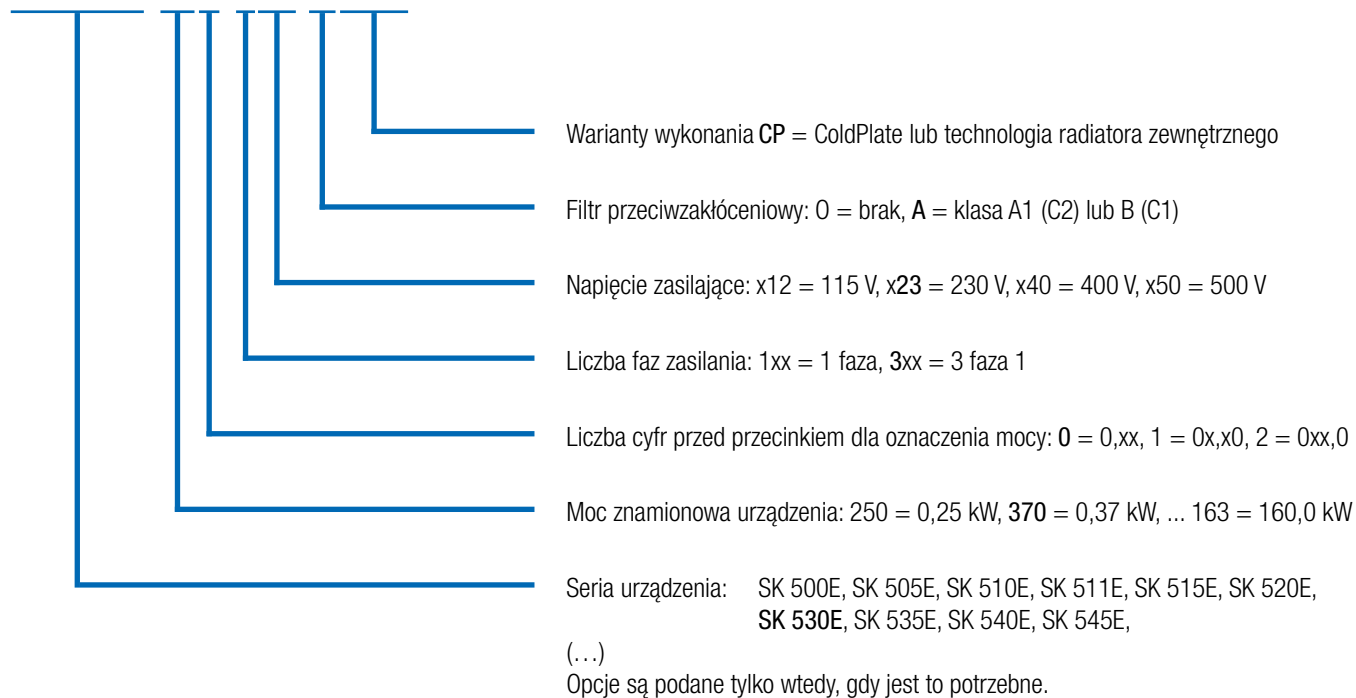 Warianty wykonania CP = ColdPlate lub technologia radiatora zewnętrznego
Filtr przeciwzakłóceniowy: O = brak, A = klasa A1 (C2) lub B (C1)
Napięcie zasilające: x12 = 115 V, x23 = 230 V, x40 = 400 V, x50 = 500 V
Liczba faz zasilania: 1xx = 1 faza, 3xx = 3 faza 1
Liczba cyfr przed przecinkiem dla oznaczenia mocy: 0 = 0,xx, 1 = 0x,x0, 2 = 0xx,0
Moc znamionowa urządzenia: 250 = 0,25 kW, 370 = 0,37 kW, ... 163 = 160,0 kW
Seria urządzenia: SK 500E, SK 505E, SK 510E, SK 511E, SK 515E, SK 520E,
SK 530E, SK 535E, SK 540E, SK 545E,
(…)
Opcje są podane tylko wtedy, gdy jest to potrzebne.